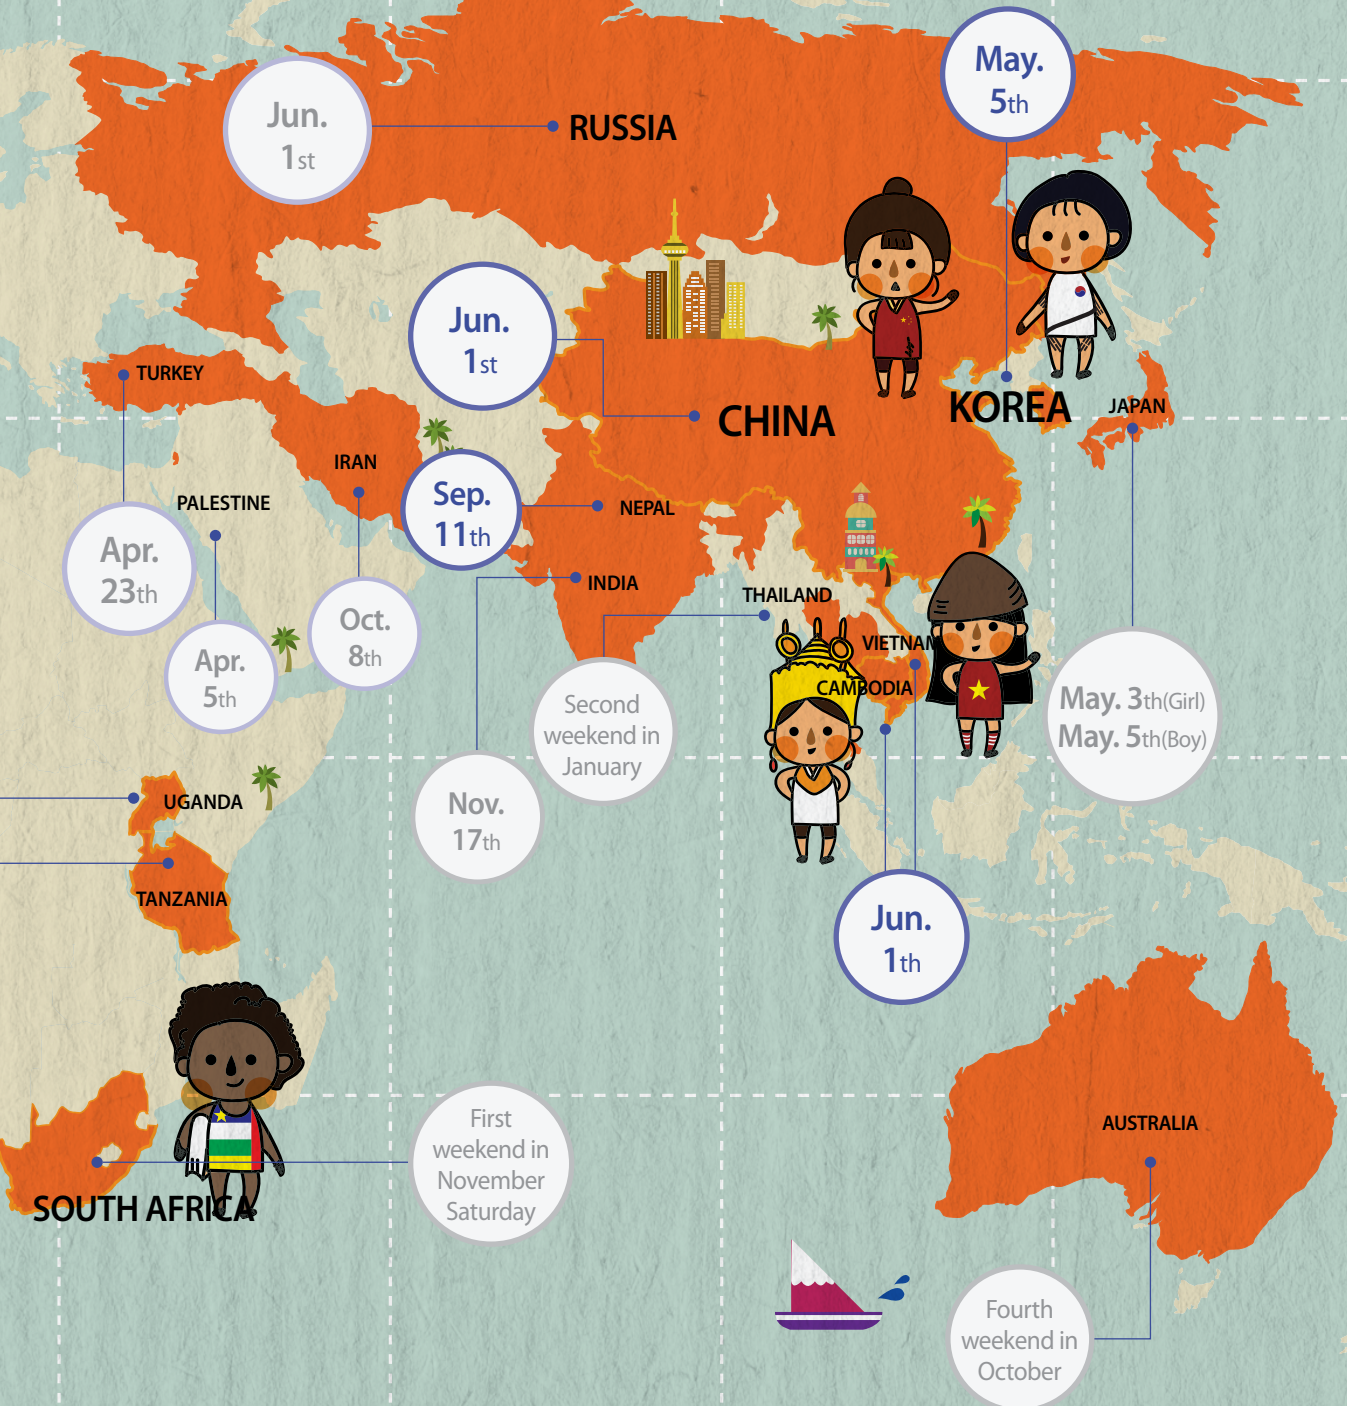 May.
5th
Jun.
1st
RUSSIA
Jun.
1st
TURKEY
CHINA
KOREA
JAPAN
IRAN
PALESTINE
Sep.
11th
NEPAL
Apr.
23th
INDIA
THAILAND
Oct.
8th
VIETNAM
Apr.
5th
CAMBODIA
Second
weekend in
January
May. 3th(Girl)
May. 5th(Boy)
UGANDA
Nov.
17th
TANZANIA
Jun.
1th
AUSTRALIA
First
weekend in
November
Saturday
SOUTH AFRICA
Fourth
weekend in
October